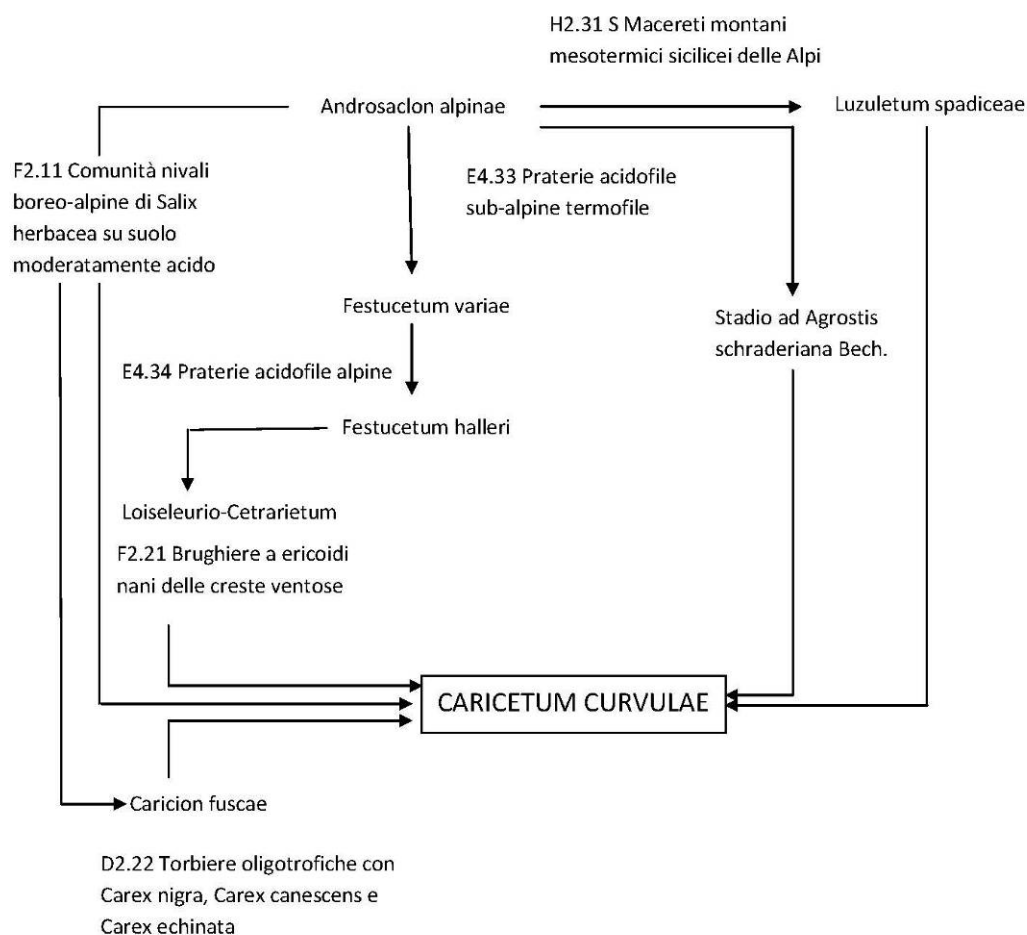 H2.31 S Macereti montani
mesotermici sicilicei delle Alpi
Androsaclon alpinae
Luzuletum spadiceae
F2.11 Comunità nivali
boreo-alpine di Salix
herbacea su suolo
moderatamente acido
E4.33 Praterie acidofile
sub-alpine termofile
Festucetum variae
Stadio ad Agrostis
schraderiana Bech.
E4.34 Praterie acidofile alpine
Festucetum halleri
Loiseleurio-Cetrarietum
F2.21 Brughiere a ericoidi
nani delle creste ventose
CARICETUM CURVULAE
Caricion fuscae
D2.22 Torbiere oligotrofiche con
Carex nigra, Carex canescens e
Carex echinata